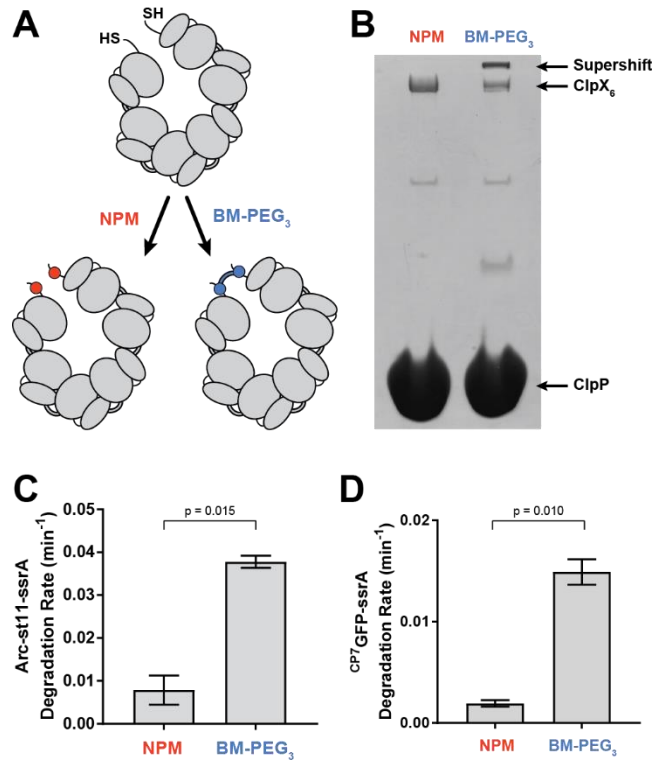 A
SH
HS
NPM
BM-PEG₃
B
NPM
BM-PEG₃
Supershift
ClpX₆
ClpP
C
Arc-st11-ssrA
Degradation Rate (min⁻¹)
0.05
0.04
0.03
0.02
0.01
0.00
p = 0.015
NPM
BM-PEG₃
D
ᶜᴾ⁷GFP-ssrA
Degradation Rate (min⁻¹)
0.02
0.01
0.00
p = 0.010
NPM
BM-PEG₃